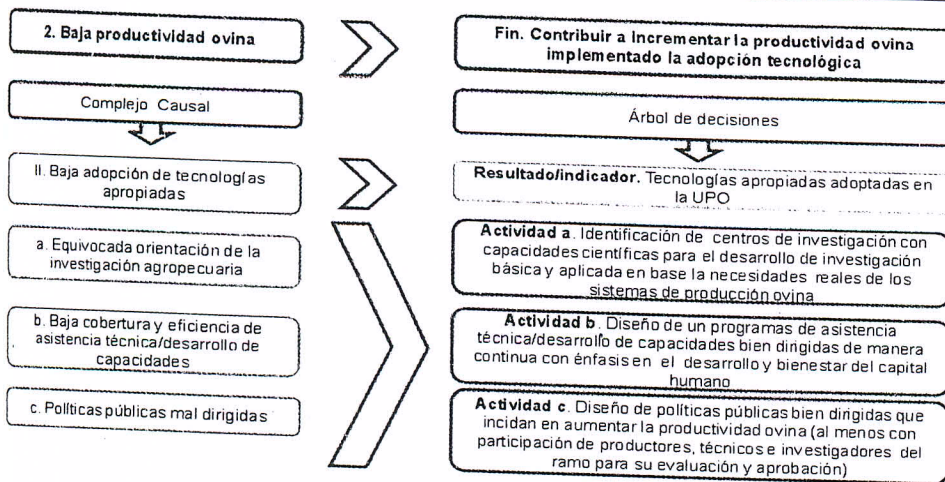 2. Baja productividad ovina
Fin. Contribuir a Incrementar la productividad ovina
implementado la adopción tecnológica
Complejo Causal
Árbol de decisiones
II. Baja adopción de tecnologías
apropiadas
Resultado/indicador. Tecnologías apropiadas adoptadas en
la UPO
a. Equivocada orientación de la
investigación agropecuaria
Actividad a. Identificación de centros de investigación con
capacidades científicas para el desarrollo de investigación
básica y aplicada en base la necesidades reales de los
sistemas de producción ovina
b. Baja cobertura y eficiencia de
asistencia técnica/desarrollo de
capacidades
Actividad b. Diseño de un programas de asistencia
técnica/desarrollo de capacidades bien dirigidas de manera
continua con énfasis en el desarrollo y bienestar del capital
humano
c. Políticas públicas mal dirigidas
Actividad c. Diseño de políticas públicas bien dirigidas que
incidan en aumentar la productividad ovina (al menos con
participación de productores, técnicos e investigadores del
ramo para su evaluación y aprobación)